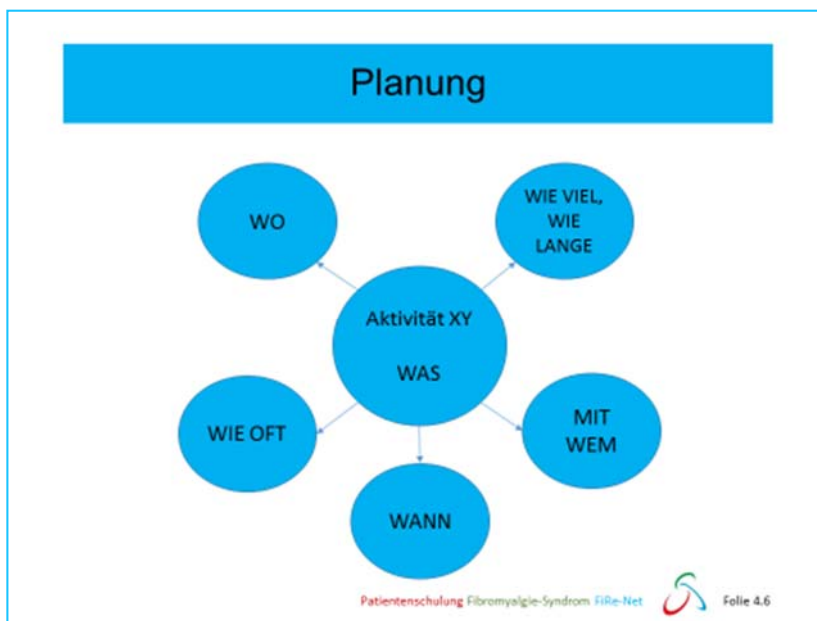 Planung
WO
WIE VIEL,
WIE
LANGE
Aktivität XY
WAS
WIE OFT
MIT
WEM
WANN
Patientenschulung Fibromyalgie-Syndrom FiRe-Net Folie 4.6